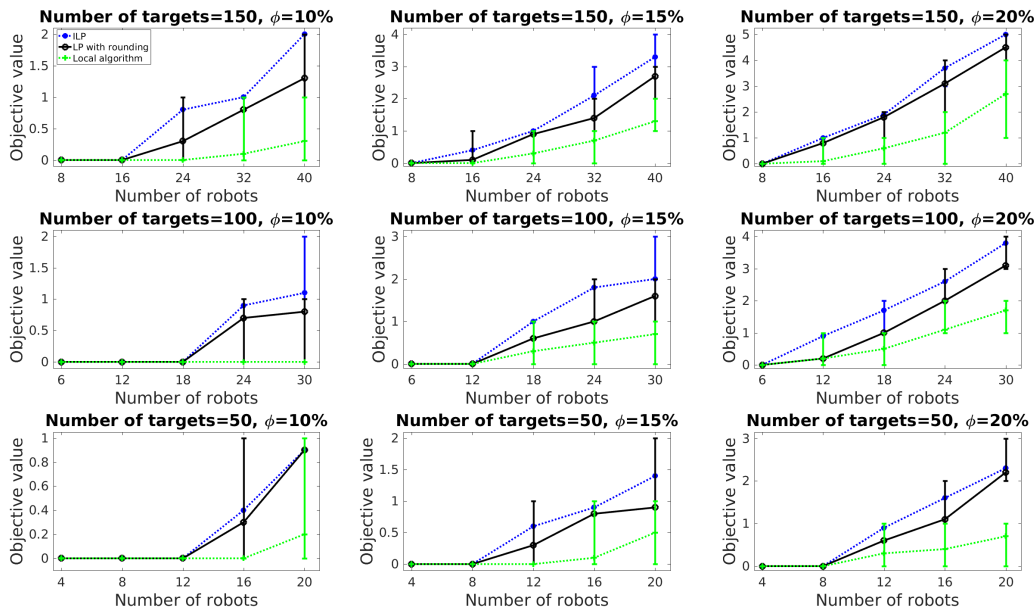 Number of targets=150, ϕ=10%
Objective value
2
1.5
1
0.5
0
ILP
LP with rounding
Local algorithm
8 16 24 32 40
Number of robots
Number of targets=150, ϕ=15%
Objective value
4
3
2
1
0
8 16 24 32 40
Number of robots
Number of targets=150, ϕ=20%
Objective value
5
4
3
2
1
0
8 16 24 32 40
Number of robots
Number of targets=100, ϕ=10%
Objective value
2
1.5
1
0.5
0
6 12 18 24 30
Number of robots
Number of targets=100, ϕ=15%
Objective value
3
2
1
0
6 12 18 24 30
Number of robots
Number of targets=100, ϕ=20%
Objective value
4
3
2
1
0
6 12 18 24 30
Number of robots
Number of targets=50, ϕ=10%
Objective value
1
0.8
0.6
0.4
0.2
0
4 8 12 16 20
Number of robots
Number of targets=50, ϕ=15%
Objective value
2
1.5
1
0.5
0
4 8 12 16 20
Number of robots
Number of targets=50, ϕ=20%
Objective value
3
2
1
0
4 8 12 16 20
Number of robots